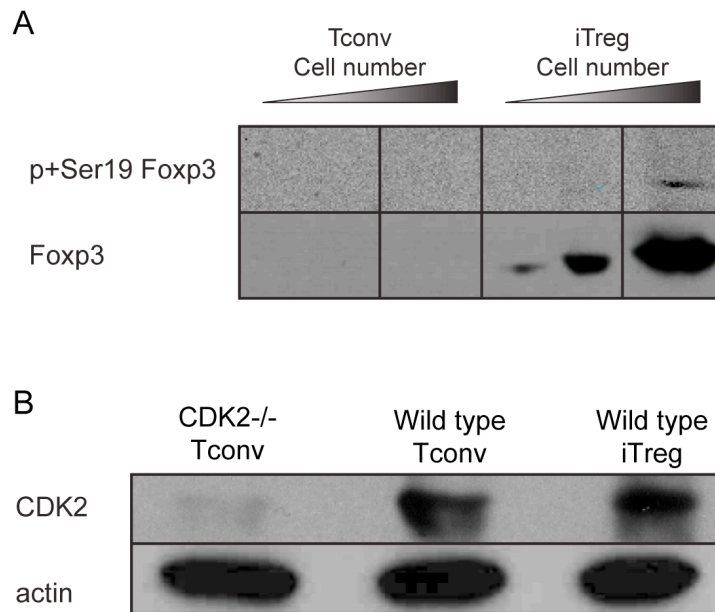 A
Tconv
Cell number
iTreg
Cell number
p+Ser19 Foxp3
Foxp3
B
CDK2-/-
Tconv
Wild type
Tconv
Wild type
iTreg
CDK2
actin